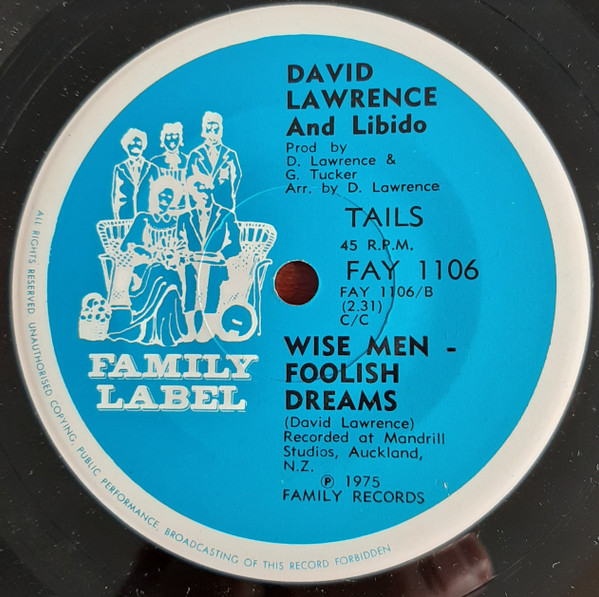 DAVID
LAWRENCE
And Libido
Prod by
D. Lawrence &
G. Tucker
Arr. by D. Lawrence
TAILS
45 R.P.M.
FAY 1106
FAY 1106/B
(2.31)
C/C
FAMILY
LABEL
WISE MEN -
FOOLISH
DREAMS
(David Lawrence)
Recorded at Mandrill
Studios, Auckland,
N.Z.
℗ 1975
FAMILY RECORDS
ALL RIGHTS RESERVED. UNAUTHORISED COPYING, PUBLIC PERFORMANCE, BROADCASTING OF THIS RECORD FORBIDDEN